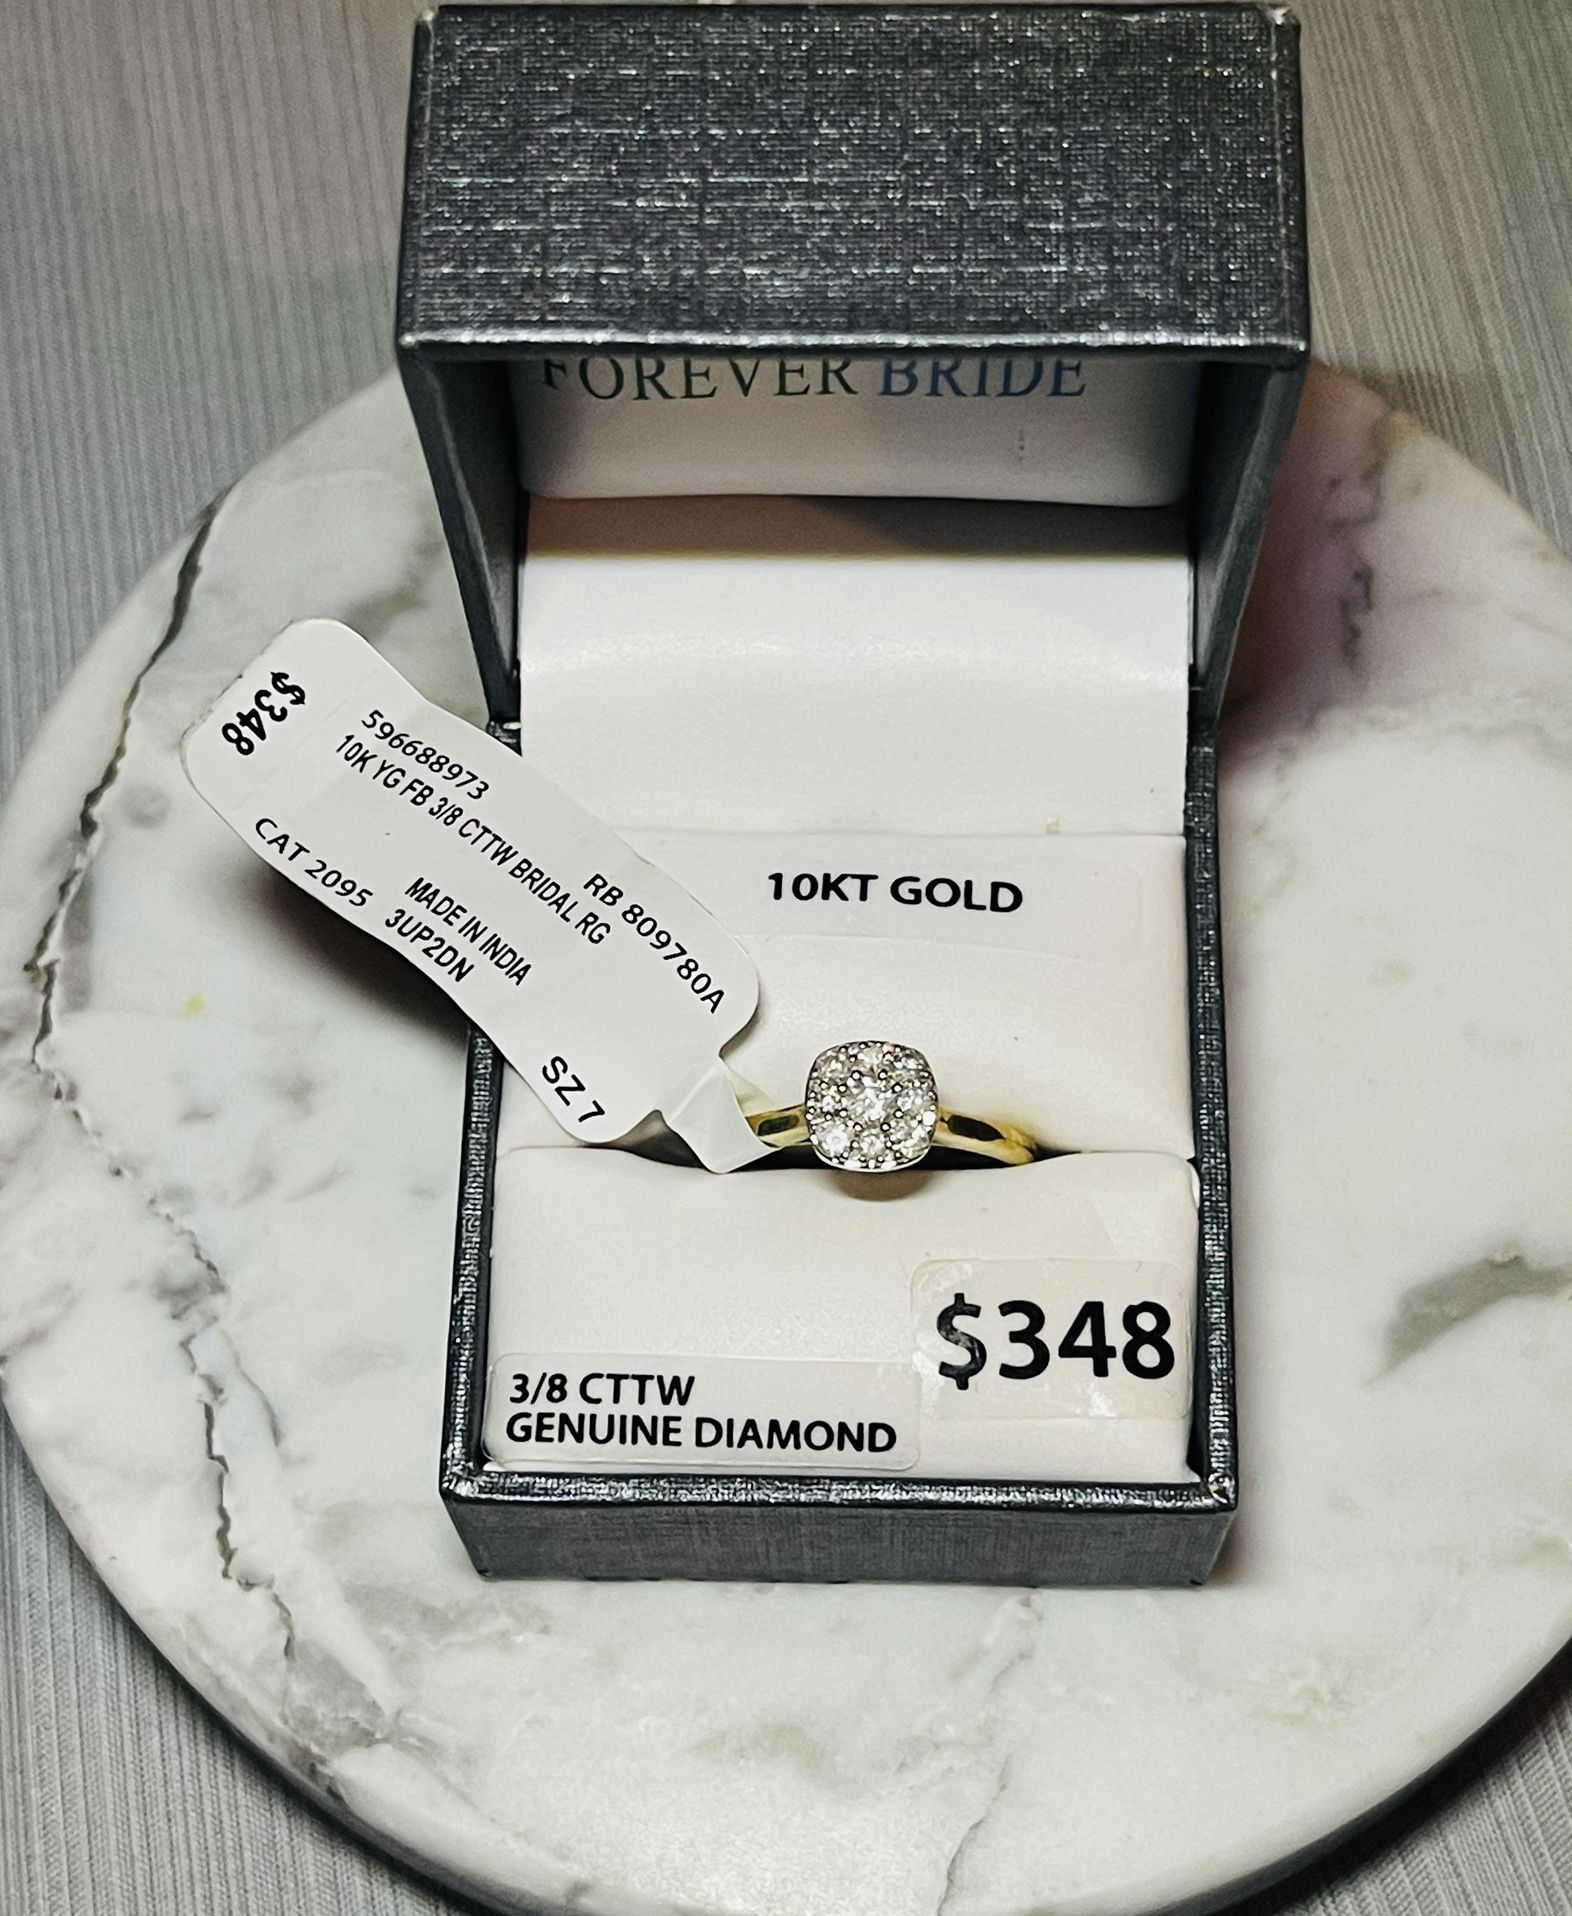 FOREVER BRIDE
$348
596688973
10K YG FB 3/8 CTTW BRIDAL RG
RB 809780A
MADE IN INDIA
CAT 2095 3UP2DN
SZ 7
10KT GOLD
$348
3/8 CTTW
GENUINE DIAMOND